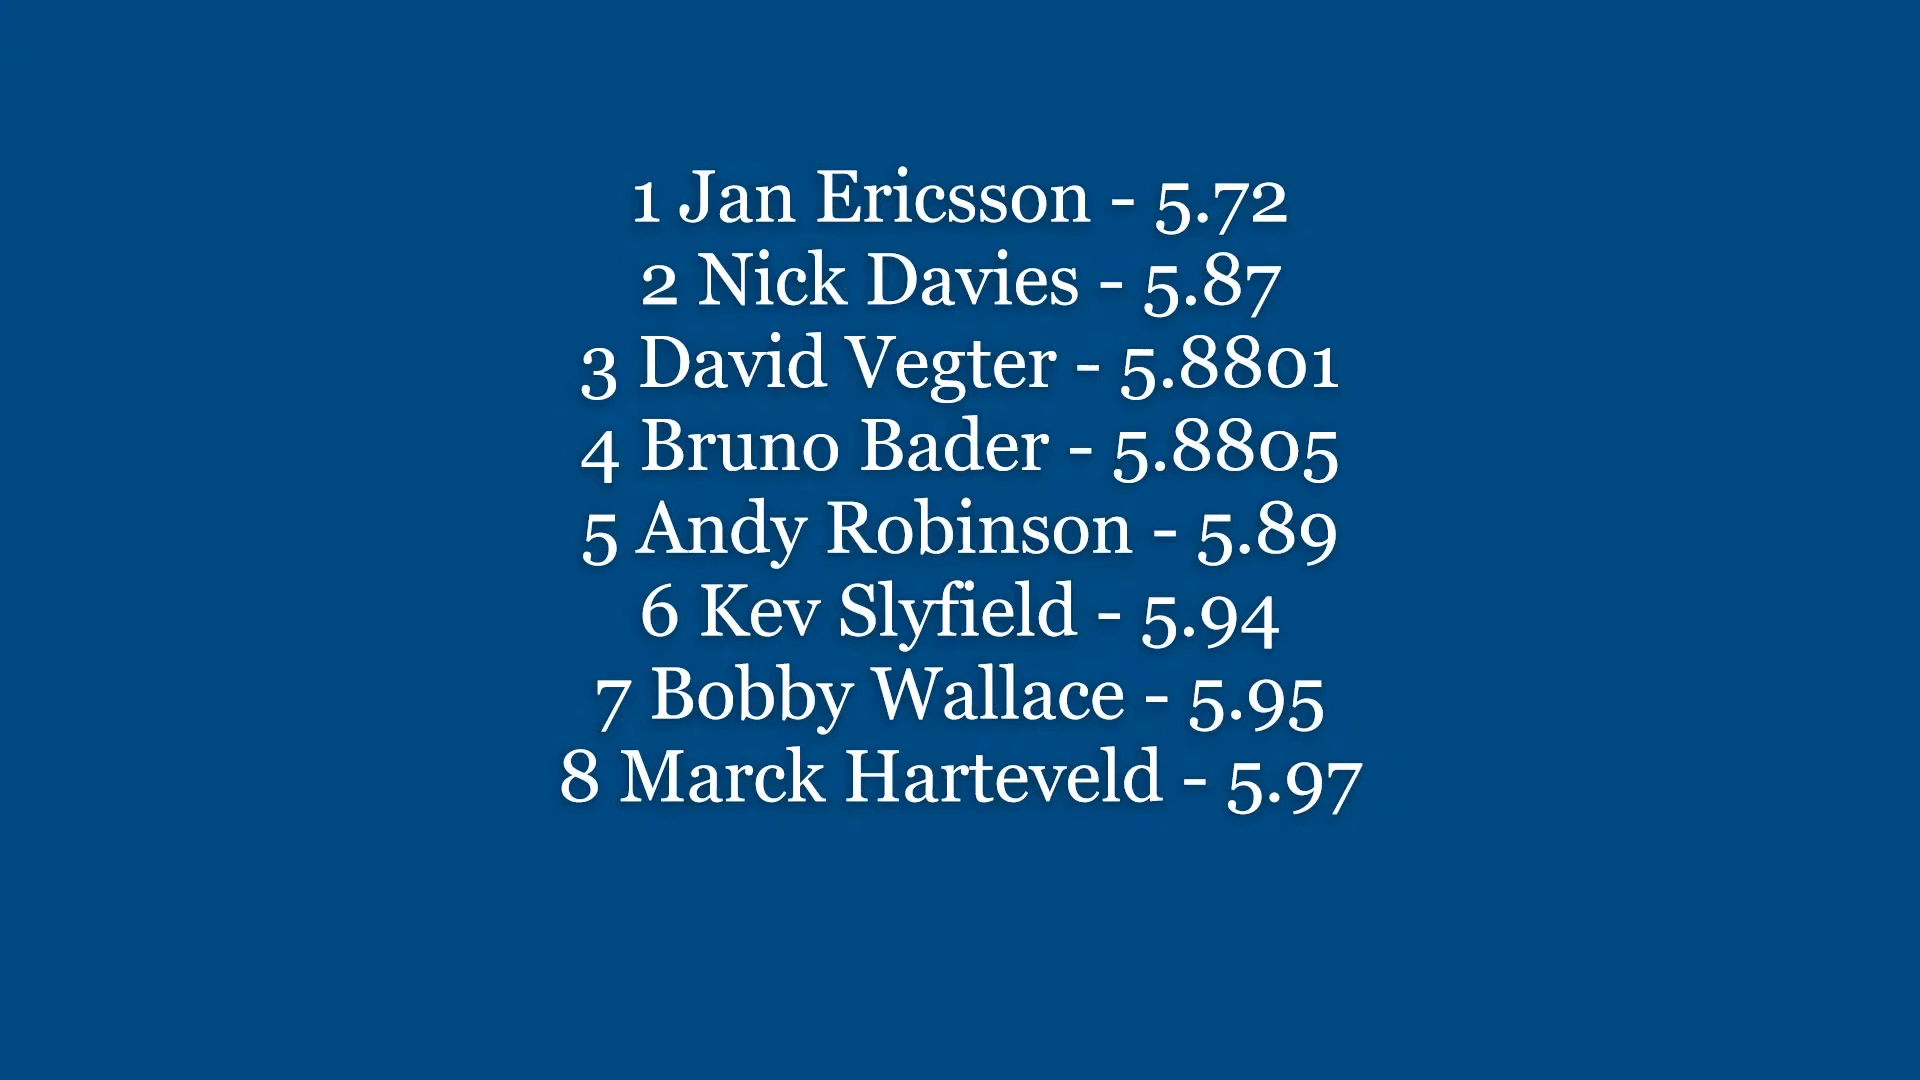 1 Jan Ericsson - 5.72
2 Nick Davies - 5.87
3 David Vegter - 5.8801
4 Bruno Bader - 5.8805
5 Andy Robinson - 5.89
6 Kev Slyfield - 5.94
7 Bobby Wallace - 5.95
8 Marck Harteveld - 5.97